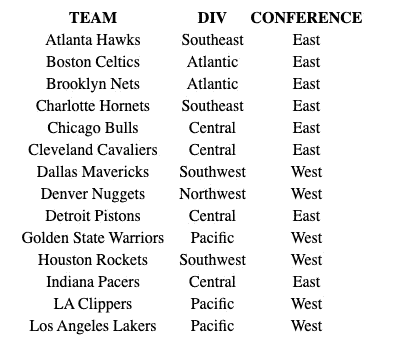 TEAM DIV CONFERENCE
Atlanta Hawks Southeast East
Boston Celtics Atlantic East
Brooklyn Nets Atlantic East
Charlotte Hornets Southeast East
Chicago Bulls Central East
Cleveland Cavaliers Central East
Dallas Mavericks Southwest West
Denver Nuggets Northwest West
Detroit Pistons Central East
Golden State Warriors Pacific West
Houston Rockets Southwest West
Indiana Pacers Central East
LA Clippers Pacific West
Los Angeles Lakers Pacific West